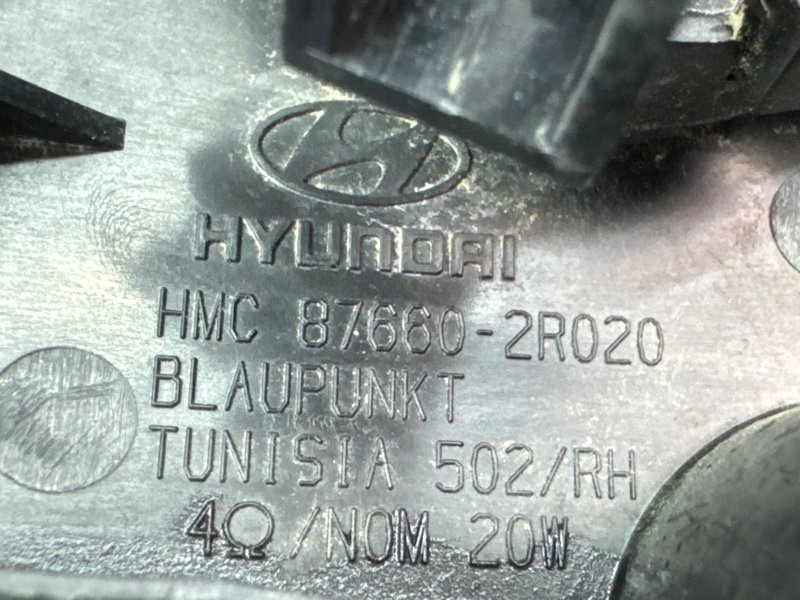 HYUNDAI
HMC 87660-2R020
BLAUPUNKT
TUNISIA 502/RH
4Ω/NOM 20W